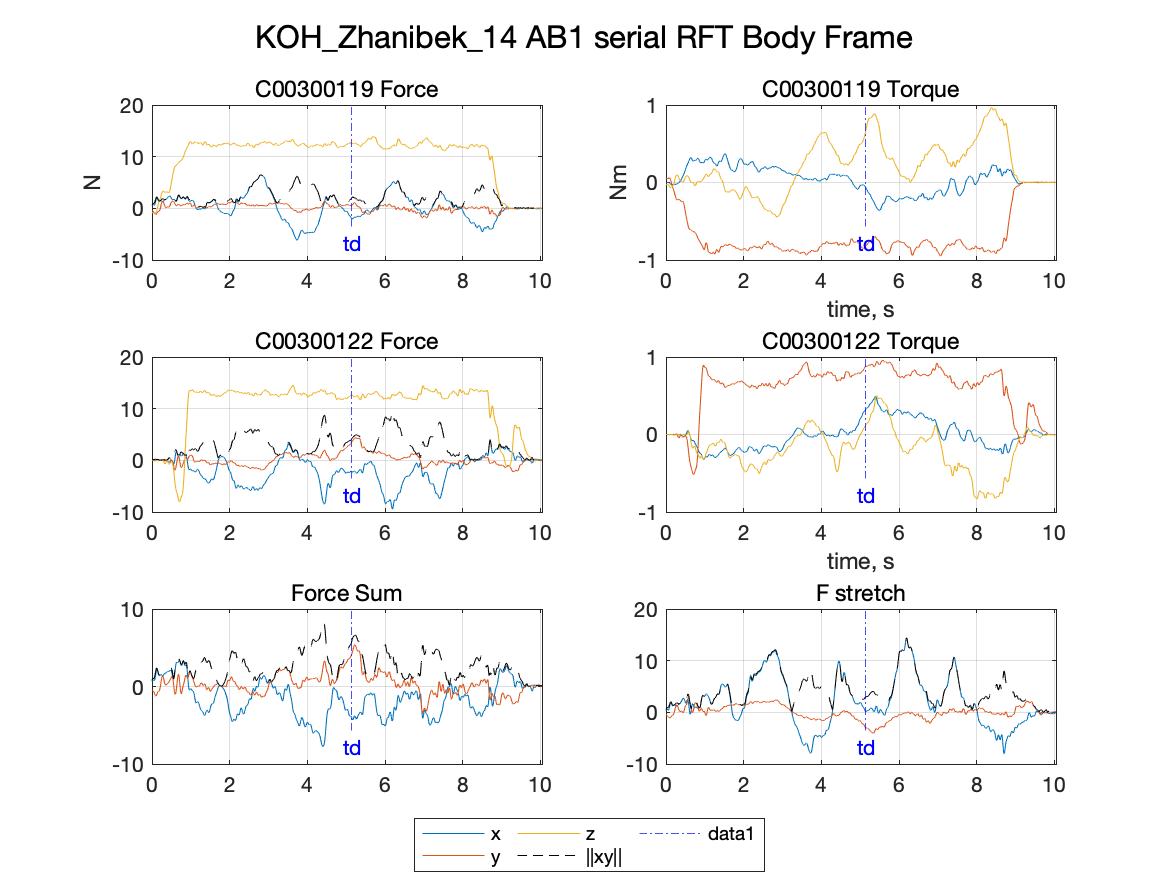 KOH_Zhanibek_14 AB1 serial RFT Body Frame
C00300119 Force
C00300119 Torque
20
10
0
-10
N
0 2 4 6 8 10
td
1
0
-1
Nm
0 2 4 6 8 10
td
time, s
C00300122 Force
C00300122 Torque
20
10
0
-10
0 2 4 6 8 10
td
1
0
-1
0 2 4 6 8 10
td
time, s
Force Sum
F stretch
10
0
-10
0 2 4 6 8 10
td
20
10
0
-10
0 2 4 6 8 10
td
x z data1
y ||xy||